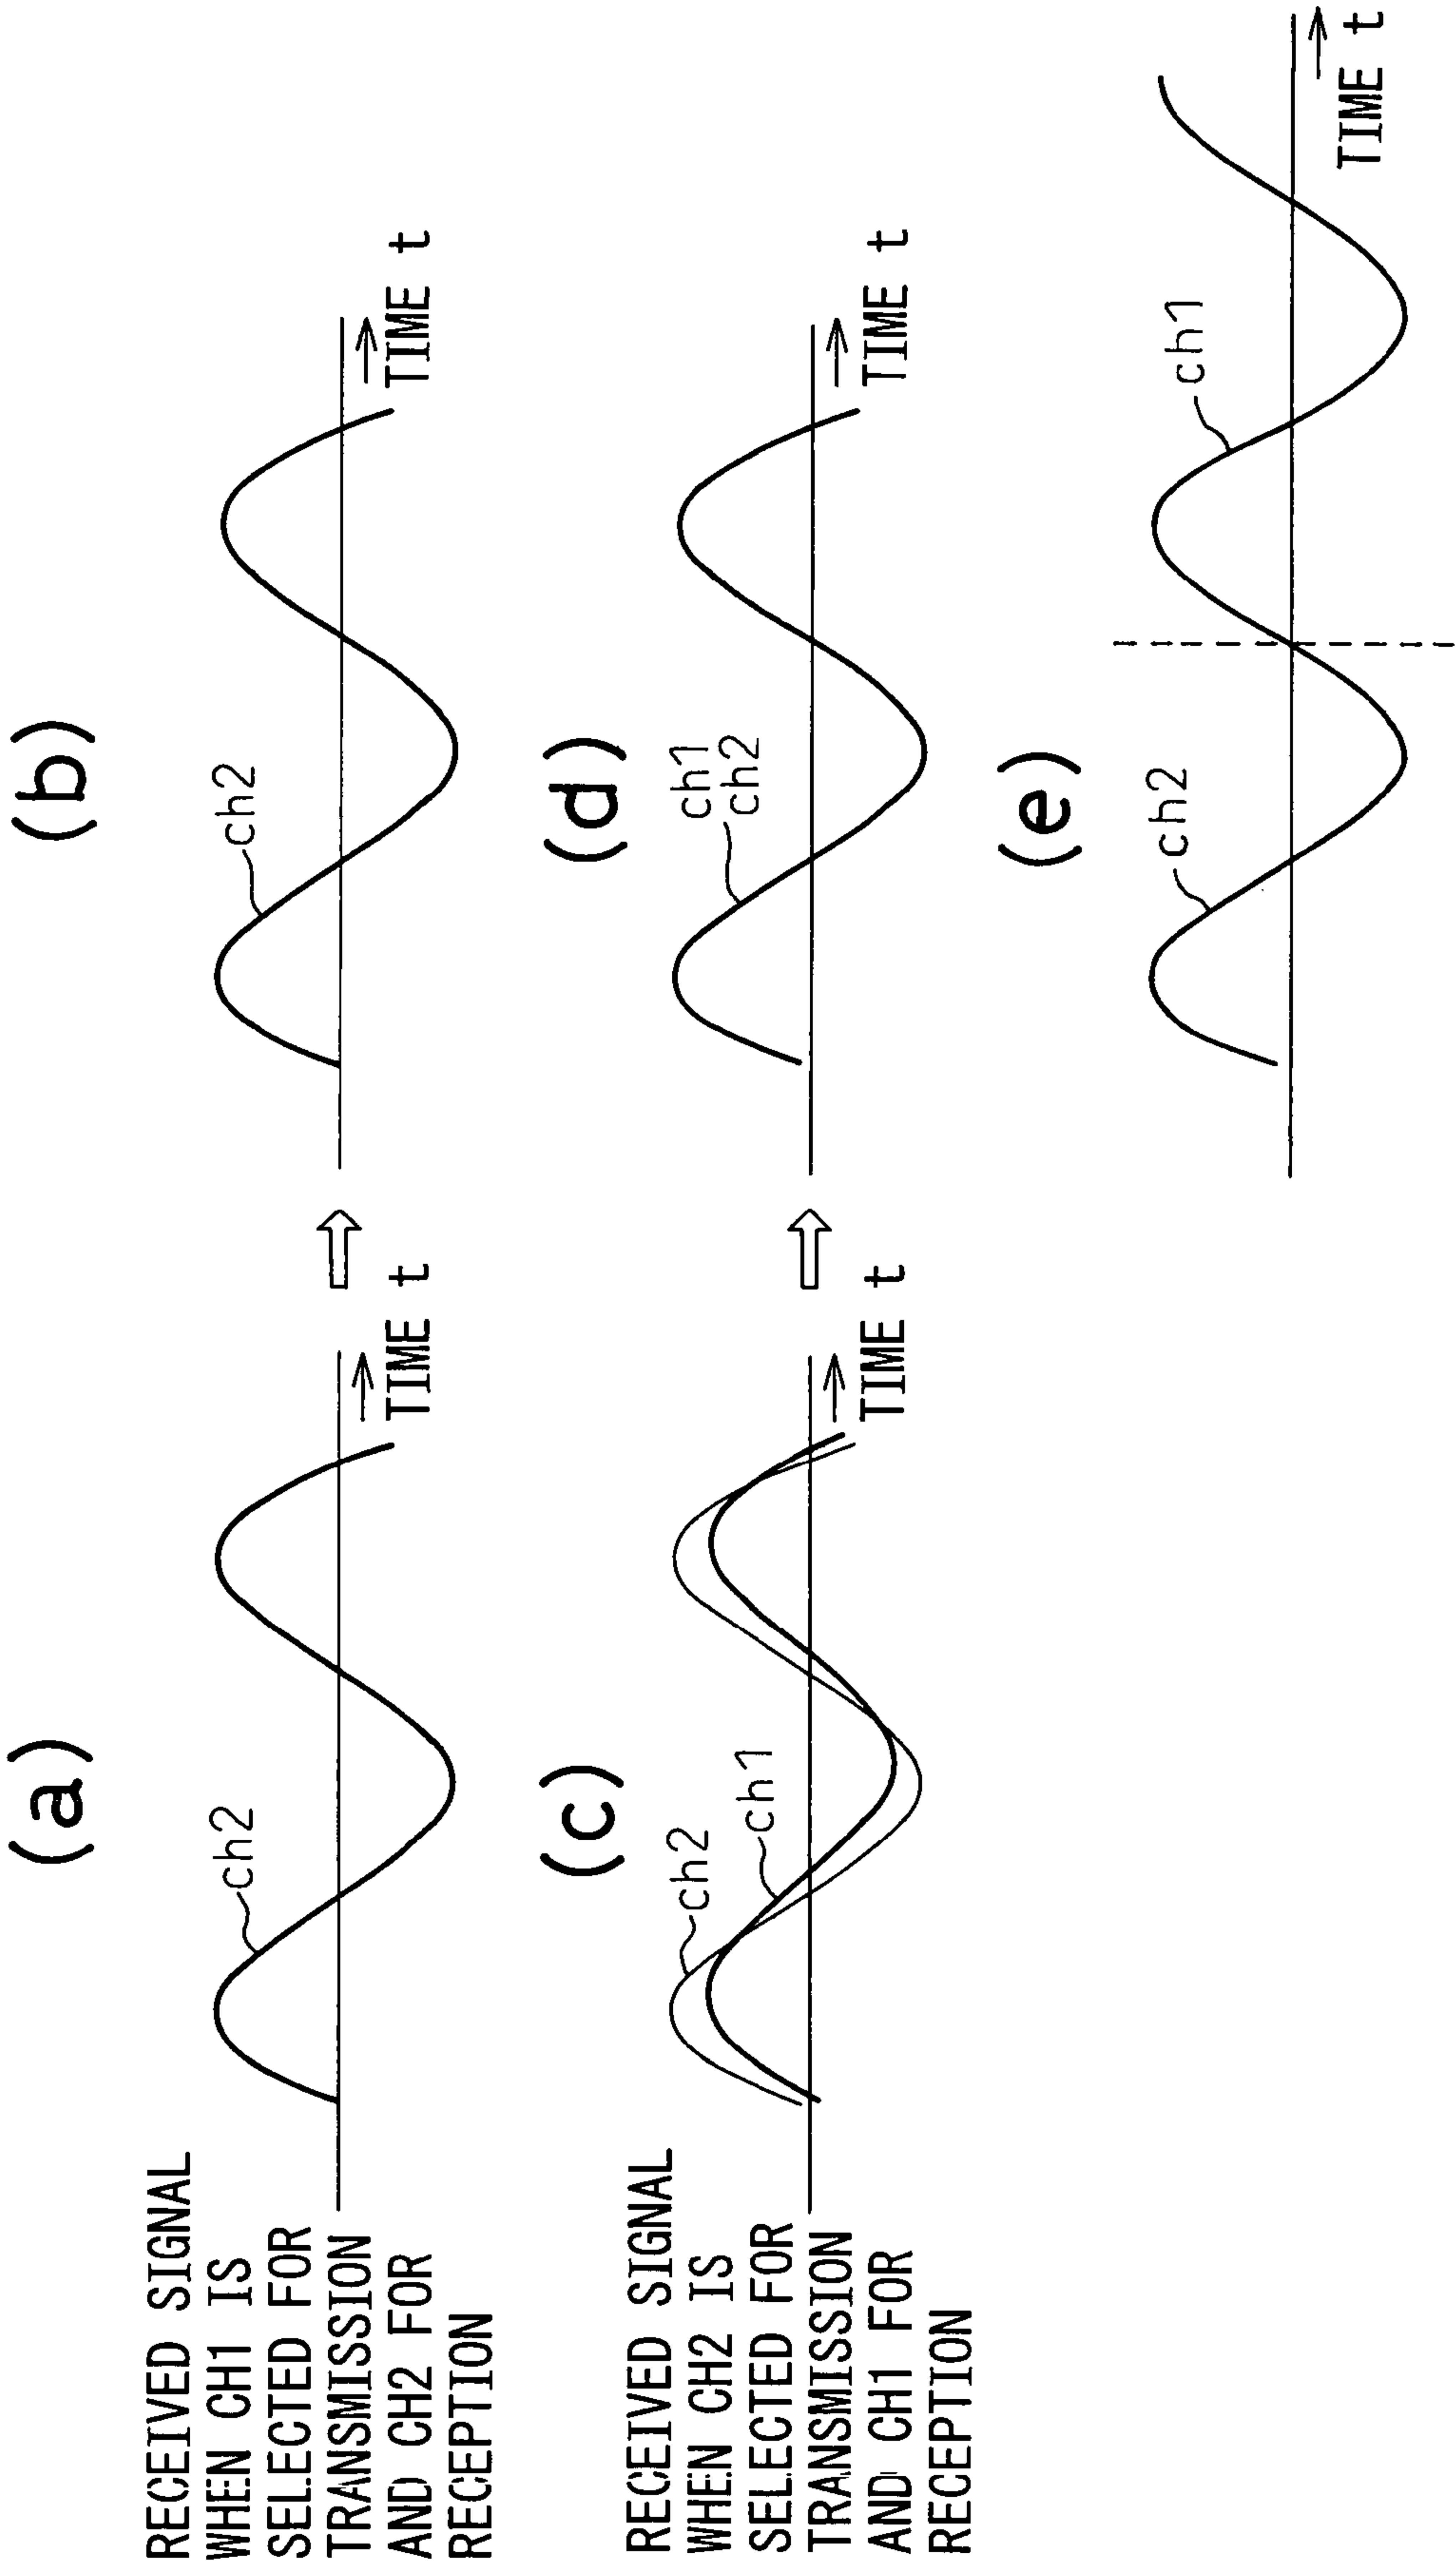 (a)
RECEIVED SIGNAL
WHEN CH1 IS
SELECTED FOR
TRANSMISSION
AND CH2 FOR
RECEPTION
ch2
TIME t
(b)
ch2
TIME t
(c)
RECEIVED SIGNAL
WHEN CH2 IS
SELECTED FOR
TRANSMISSION
AND CH1 FOR
RECEPTION
ch2
ch1
TIME t
(d)
ch1
ch2
TIME t
(e)
ch2
ch1
TIME t